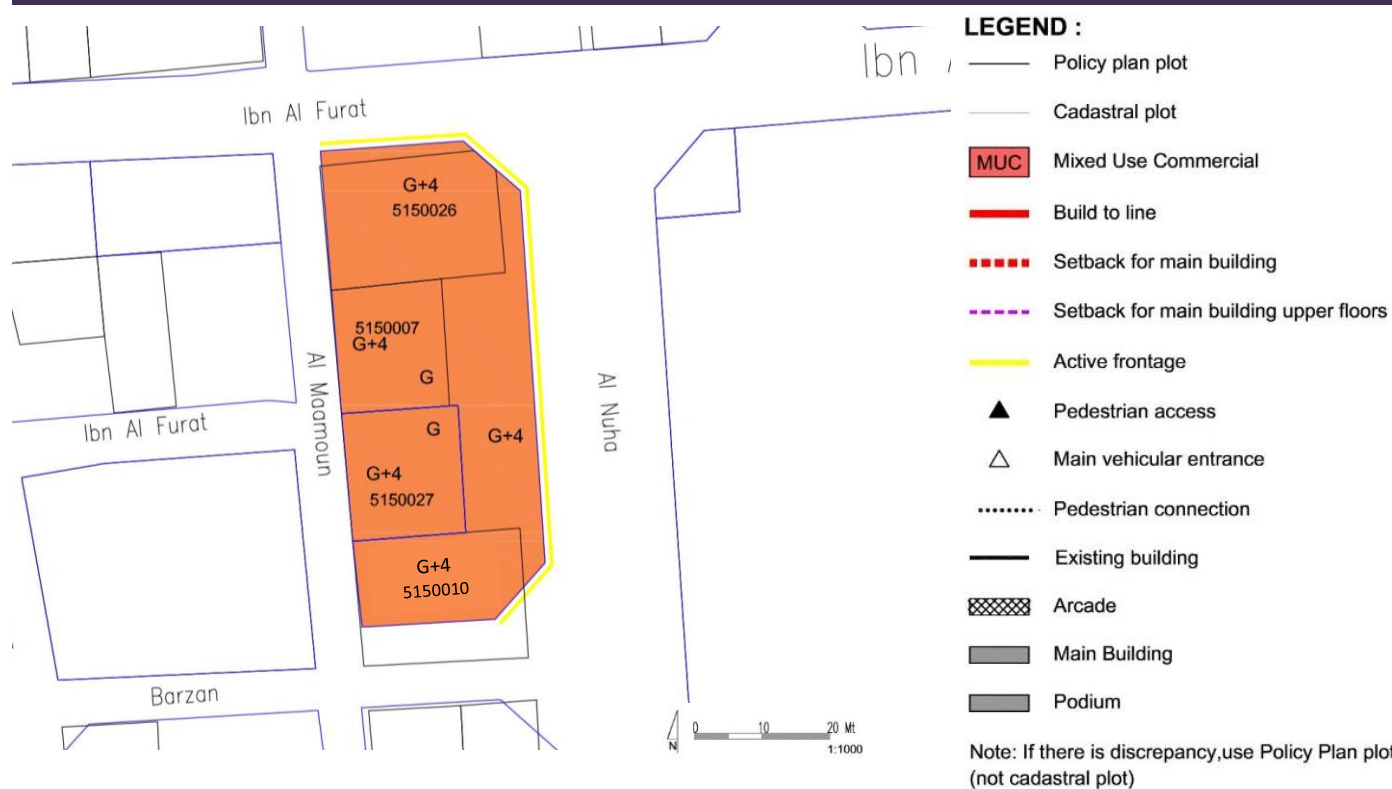 Ibn
Ibn Al Furat
G+4
5150026
5150007
G+4
G
Al Maamoun
Al Nuha
Ibn Al Furat
G
G+4
G+4
5150027
G+4
5150010
Barzan
N
0 10 20 Mt
1:1000
LEGEND :
Policy plan plot
Cadastral plot
MUC Mixed Use Commercial
Build to line
Setback for main building
Setback for main building upper floors
Active frontage
Pedestrian access
Main vehicular entrance
Pedestrian connection
Existing building
Arcade
Main Building
Podium
Note: If there is discrepancy,use Policy Plan plot
(not cadastral plot)